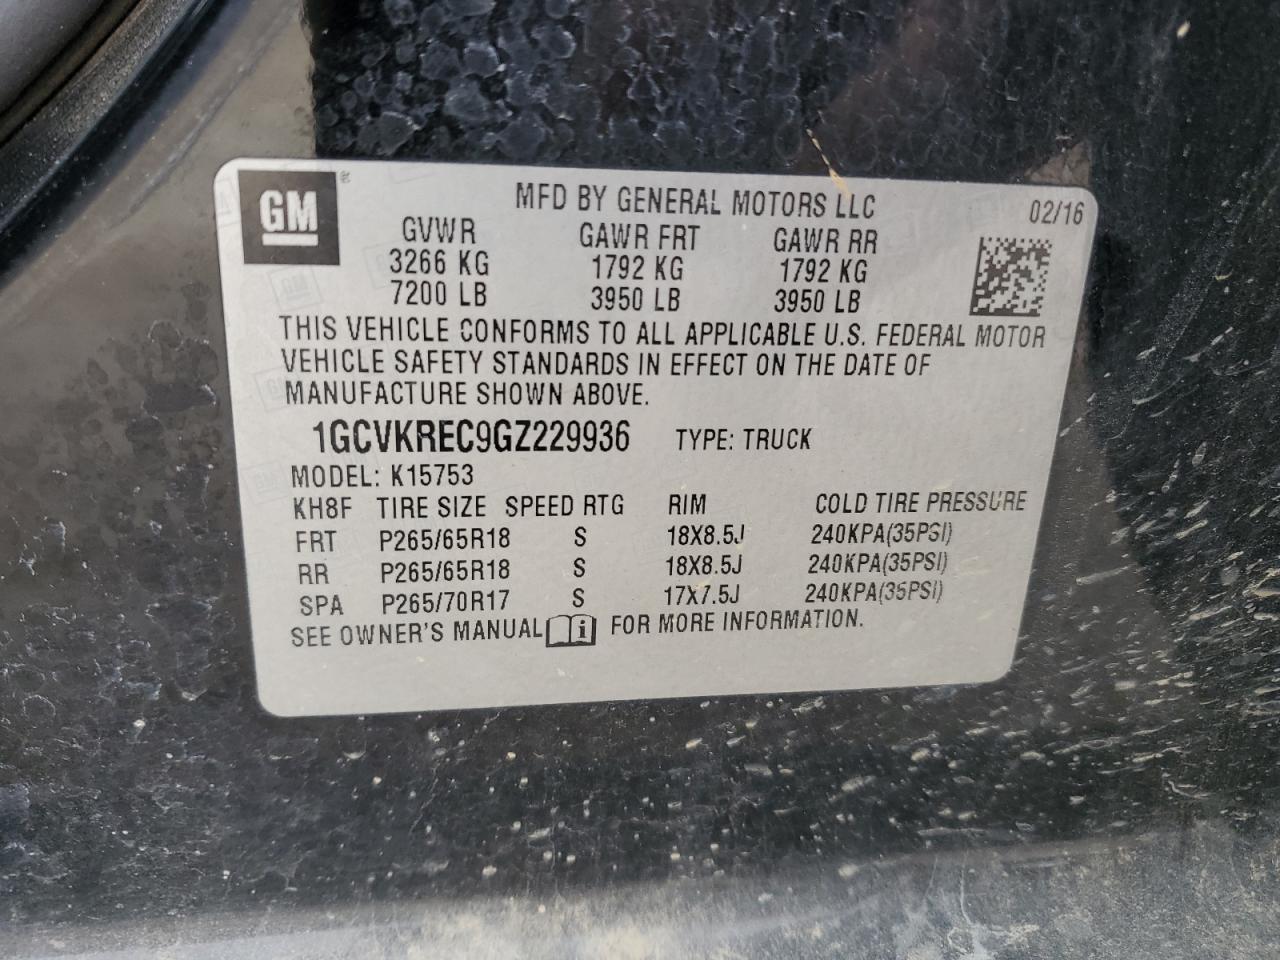 GM ®
MFD BY GENERAL MOTORS LLC 02/16
GVWR GAWR FRT GAWR RR
3266 KG 1792 KG 1792 KG
7200 LB 3950 LB 3950 LB
THIS VEHICLE CONFORMS TO ALL APPLICABLE U.S. FEDERAL MOTOR
VEHICLE SAFETY STANDARDS IN EFFECT ON THE DATE OF
MANUFACTURE SHOWN ABOVE.
1GCVKREC9GZ229936 TYPE: TRUCK
MODEL: K15753
KH8F TIRE SIZE SPEED RTG RIM COLD TIRE PRESSURE
FRT P265/65R18 S 18X8.5J 240KPA(35PSI)
RR P265/65R18 S 18X8.5J 240KPA(35PSI)
SPA P265/70R17 S 17X7.5J 240KPA(35PSI)
SEE OWNER'S MANUAL i FOR MORE INFORMATION.